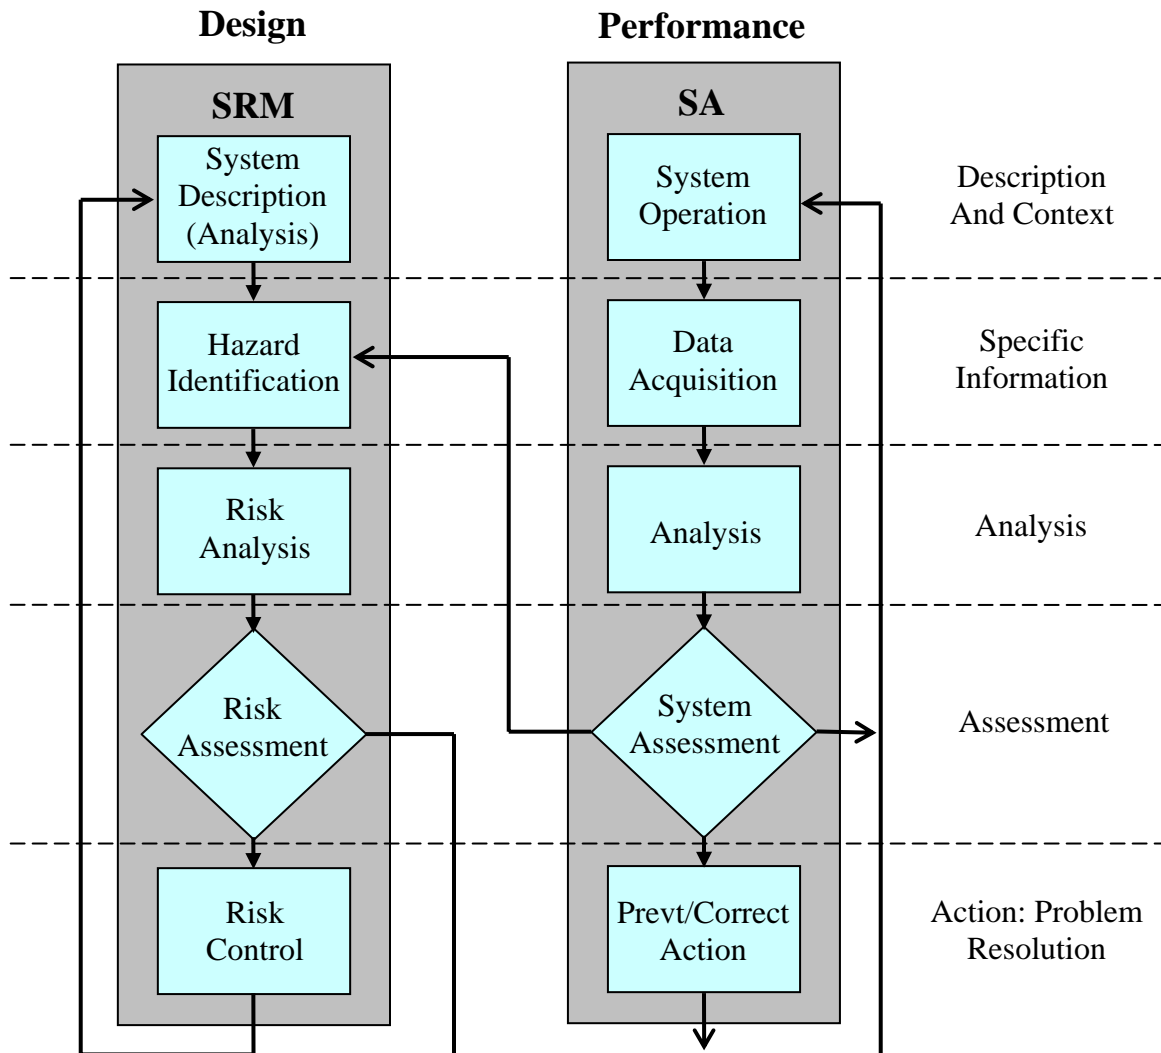 Design
Performance
SRM
SA
System
Description
(Analysis)
System
Operation
Description
And Context
Hazard
Identification
Data
Acquisition
Specific
Information
Risk
Analysis
Analysis
Analysis
Risk
Assessment
System
Assessment
Assessment
Risk
Control
Prevt/Correct
Action
Action: Problem
Resolution